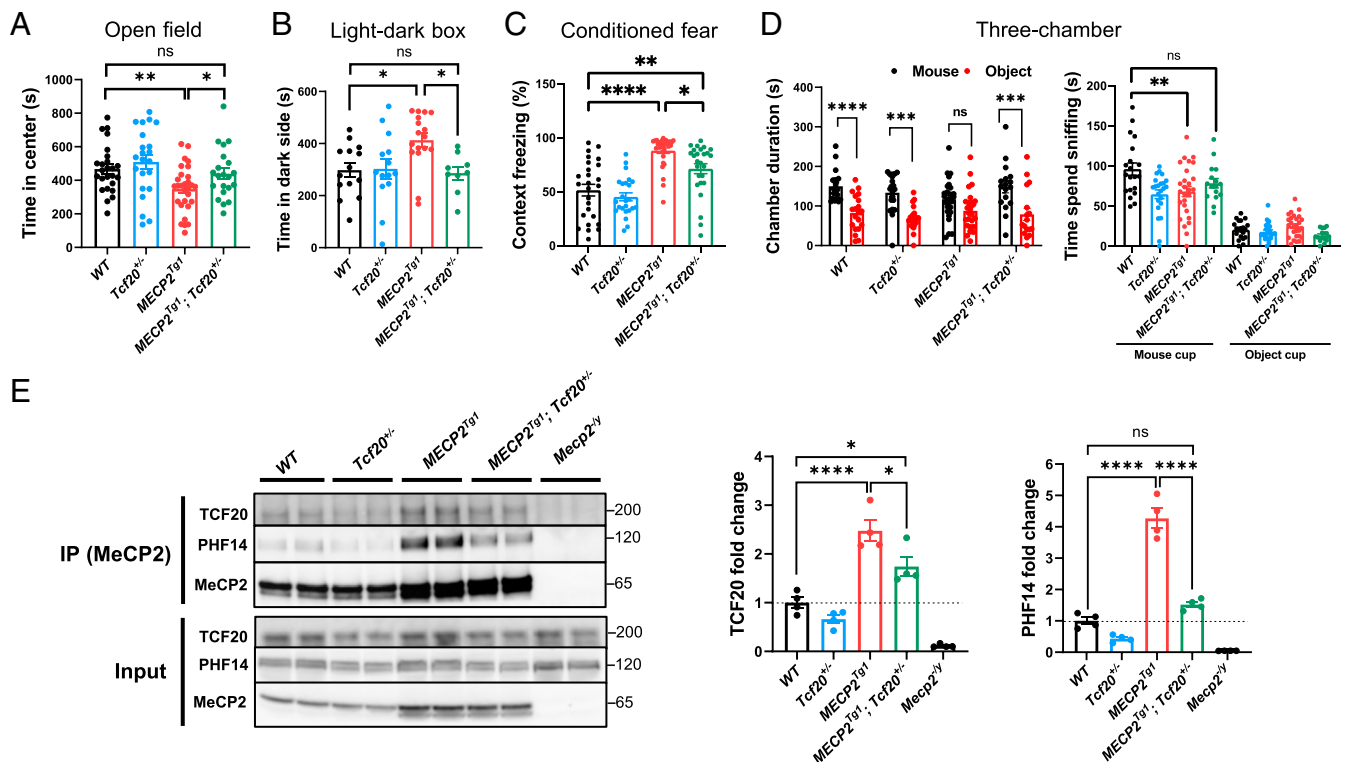 A
Open field
ns
**
*
Time in center (s)
1000
800
600
400
200
0
WT
Tcf20+/-
MECP2Tg1
MECP2Tg1; Tcf20+/-
B
Light-dark box
ns
*
*
Time in dark side (s)
600
400
200
0
WT
Tcf20+/-
MECP2Tg1
MECP2Tg1; Tcf20+/-
C
Conditioned fear
**
****
*
Context freezing (%)
150
100
50
0
WT
Tcf20+/-
MECP2Tg1
MECP2Tg1; Tcf20+/-
D
Three-chamber
Mouse
Object
****
***
ns
***
Chamber duration (s)
400
300
200
100
0
WT
Tcf20+/-
MECP2Tg1
MECP2Tg1; Tcf20+/-
ns
**
Time spend sniffing (s)
200
150
100
50
0
WT
Tcf20+/-
MECP2Tg1
MECP2Tg1; Tcf20+/-
WT
Tcf20+/-
MECP2Tg1
MECP2Tg1; Tcf20+/-
Mouse cup
Object cup
E
WT
Tcf20+/-
MECP2Tg1
MECP2Tg1; Tcf20+/-
Mecp2-/y
IP (MeCP2)
TCF20
–200
PHF14
–120
MeCP2
–65
Input
TCF20
–200
PHF14
–120
MeCP2
–65
*
****
*
TCF20 fold change
4
3
2
1
0
WT
Tcf20+/-
MECP2Tg1
MECP2Tg1; Tcf20+/-
Mecp2-/y
ns
****
****
PHF14 fold change
6
5
4
3
2
1
0
WT
Tcf20+/-
MECP2Tg1
MECP2Tg1; Tcf20+/-
Mecp2-/y